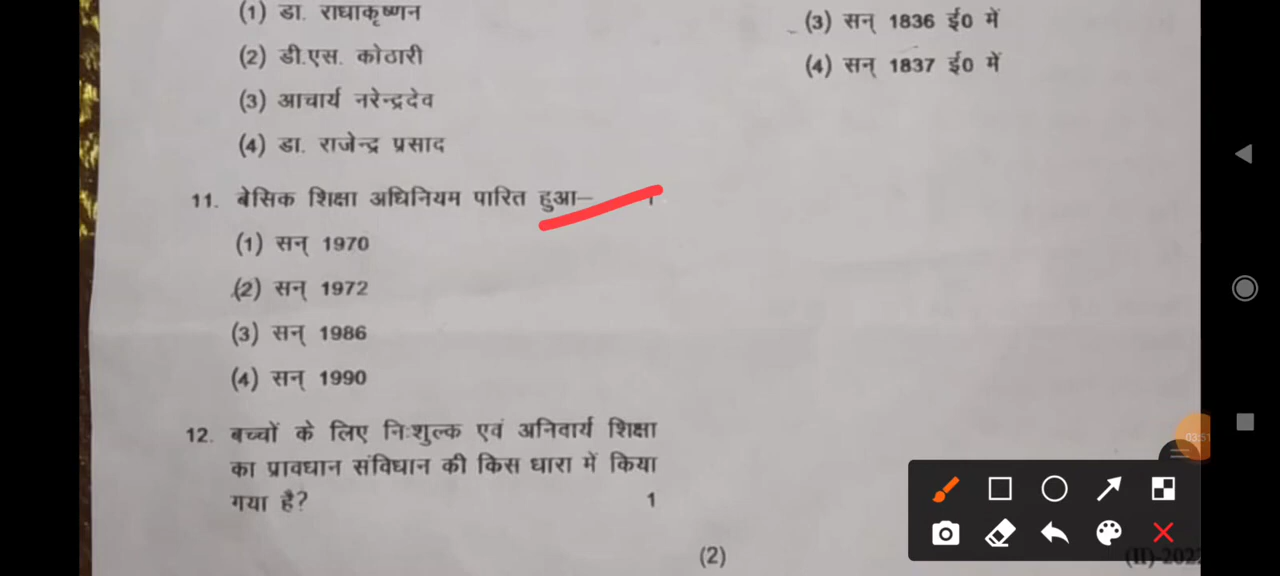 (1) डा. राधाकृष्णन
(2) डी.एस. कोठारी
(3) आचार्य नरेन्द्रदेव
(4) डा. राजेन्द्र प्रसाद
11. बेसिक शिक्षा अधिनियम पारित हुआ–
(1) सन् 1970
(2) सन् 1972
(3) सन् 1986
(4) सन् 1990
12. बच्चों के लिए निःशुल्क एवं अनिवार्य शिक्षा
का प्रावधान संविधान की किस धारा में किया
गया है? 1
(3) सन् 1836 ई0 में
(4) सन् 1837 ई0 में
(2)
03:51